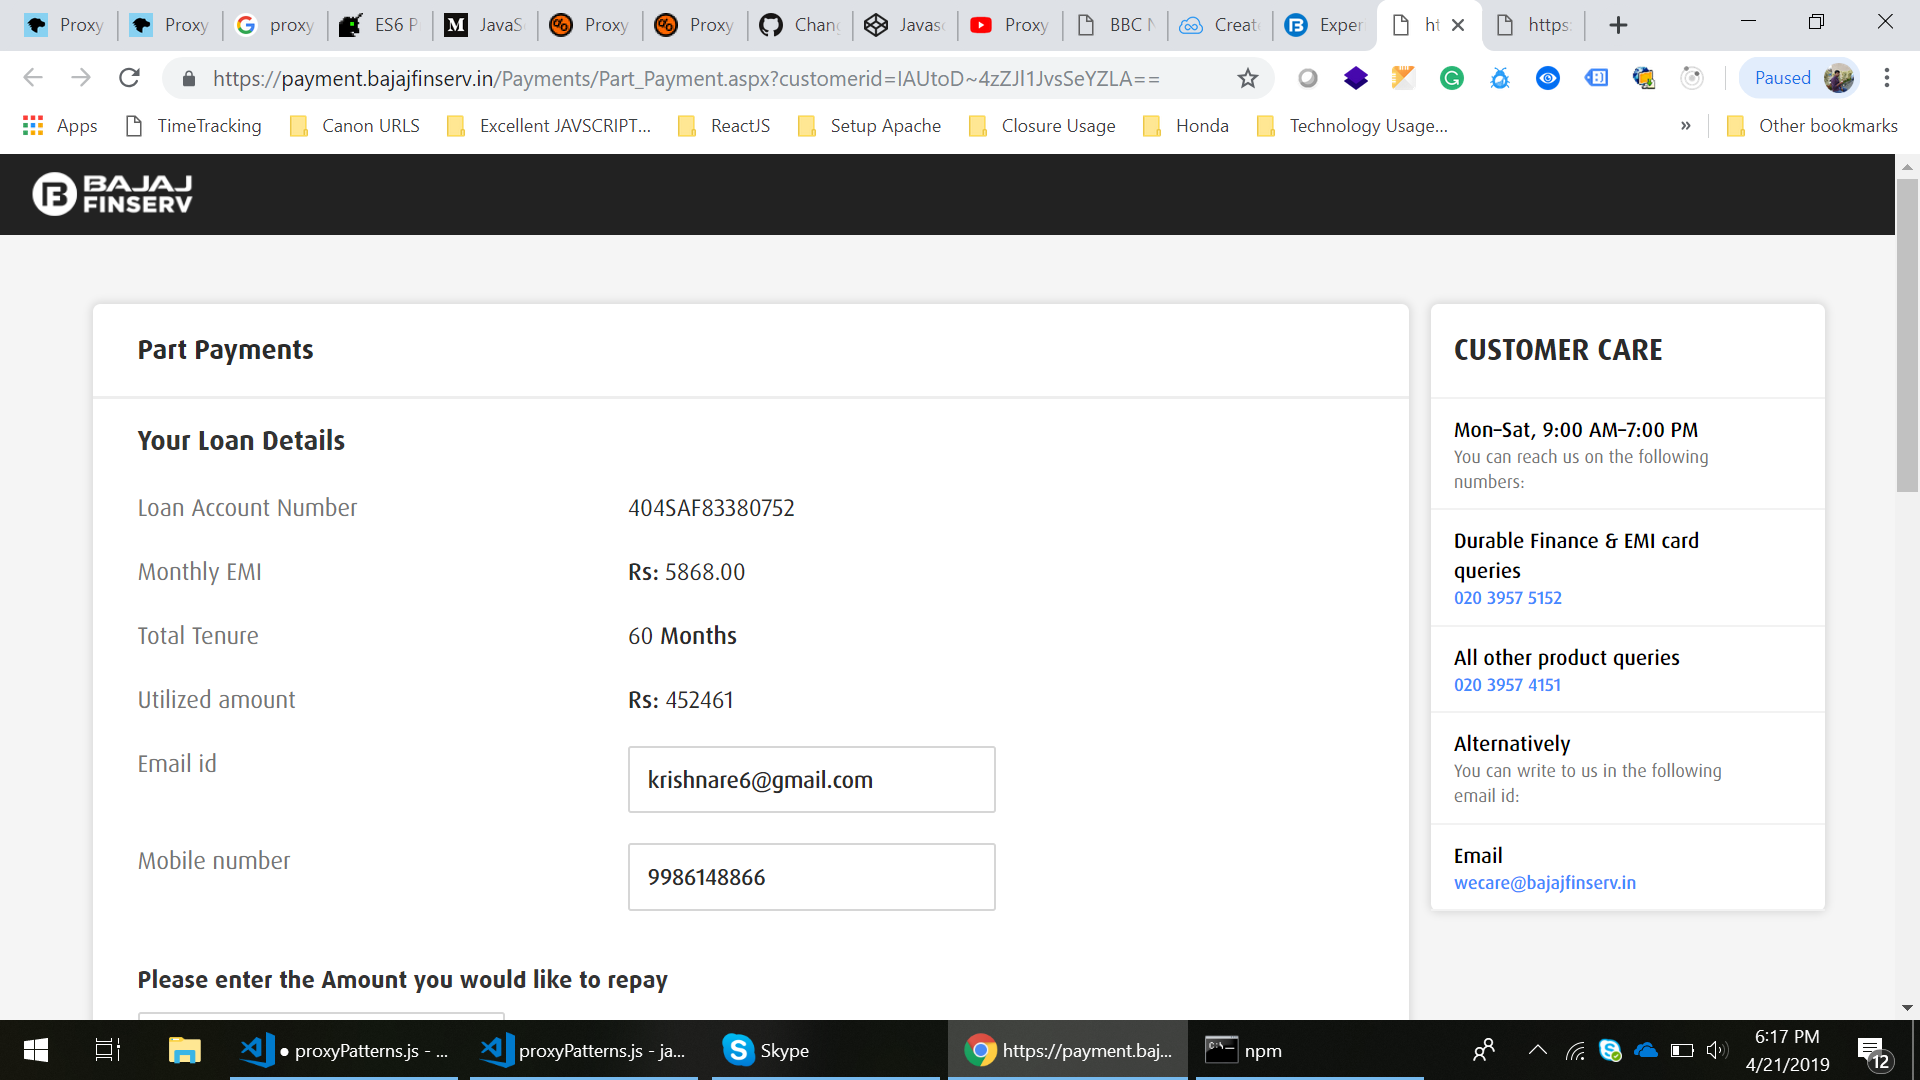 Proxy
Proxy
proxy
ES6 P
JavaS
Proxy
Proxy
Chan
Javas
Proxy
BBC N
Creat
Exper
ht
https:
https://payment.bajajfinserv.in/Payments/Part_Payment.aspx?customerid=IAUtoD~4zZJl1JvsSeYZLA==
Paused
Apps
TimeTracking
Canon URLS
Excellent JAVSCRIPT...
ReactJS
Setup Apache
Closure Usage
Honda
Technology Usage...
»
Other bookmarks
BAJAJ
FINSERV
Part Payments
Your Loan Details
Loan Account Number 404SAF83380752
Monthly EMI Rs: 5868.00
Total Tenure 60 Months
Utilized amount Rs: 452461
Email id krishnare6@gmail.com
Mobile number 9986148866
Please enter the Amount you would like to repay
CUSTOMER CARE
Mon-Sat, 9:00 AM-7:00 PM
You can reach us on the following
numbers:
Durable Finance & EMI card
queries
020 3957 5152
All other product queries
020 3957 4151
Alternatively
You can write to us in the following
email id:
Email
wecare@bajajfinserv.in
● proxyPatterns.js - ...
proxyPatterns.js - ja...
Skype
https://payment.baj...
npm
6:17 PM
4/21/2019
12